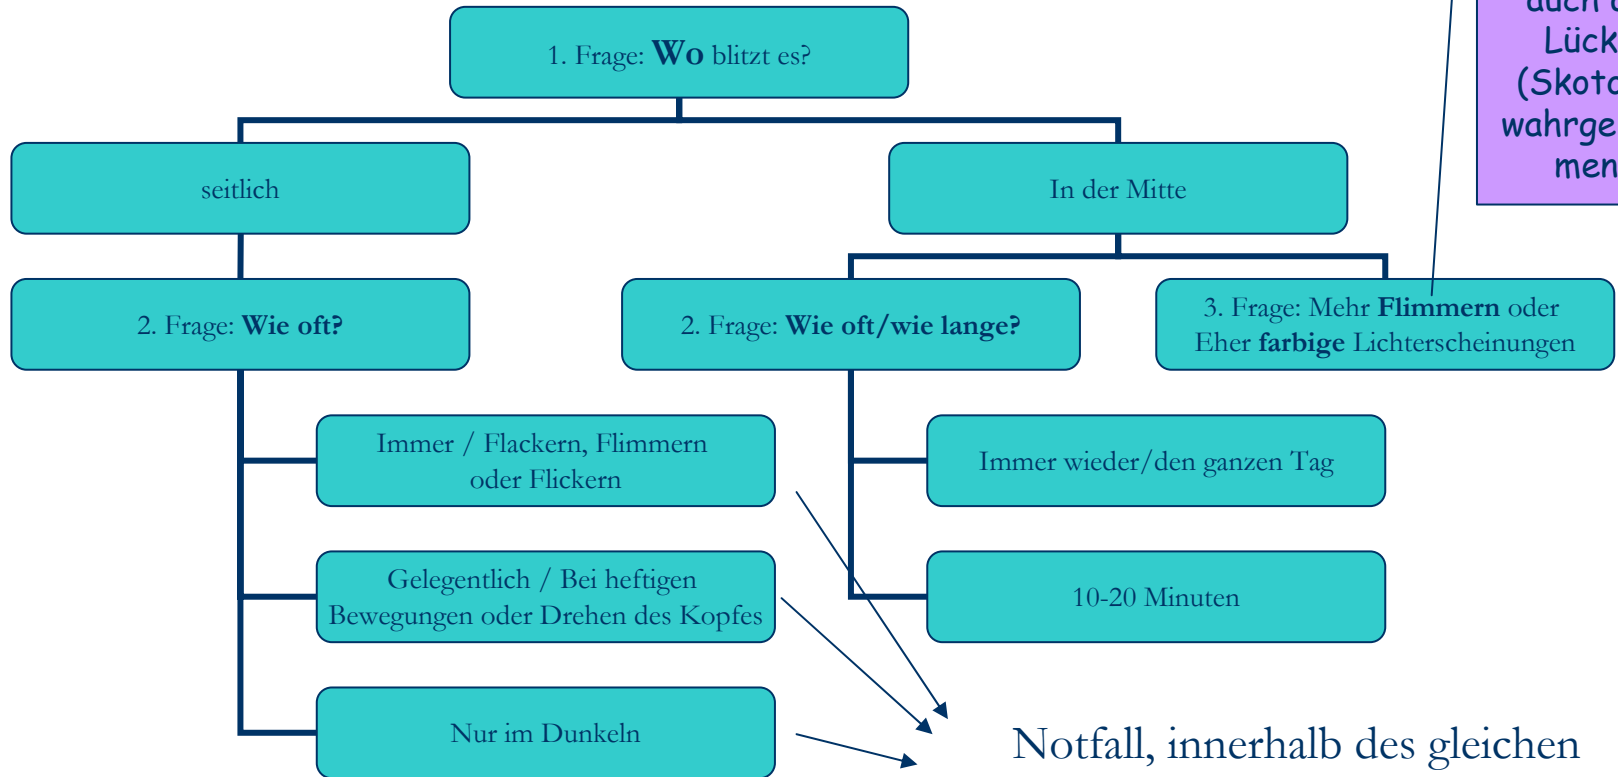 1. Frage: Wo blitzt es?
auch
Lück
(Skoto
wahrge
men
seitlich
In der Mitte
2. Frage: Wie oft?
2. Frage: Wie oft/wie lange?
3. Frage: Mehr Flimmern oder
Eher farbige Lichterscheinungen
Immer / Flackern, Flimmern
oder Flickern
Immer wieder/den ganzen Tag
Gelegentlich / Bei heftigen
Bewegungen oder Drehen des Kopfes
10-20 Minuten
Nur im Dunkeln
Notfall, innerhalb des gleichen